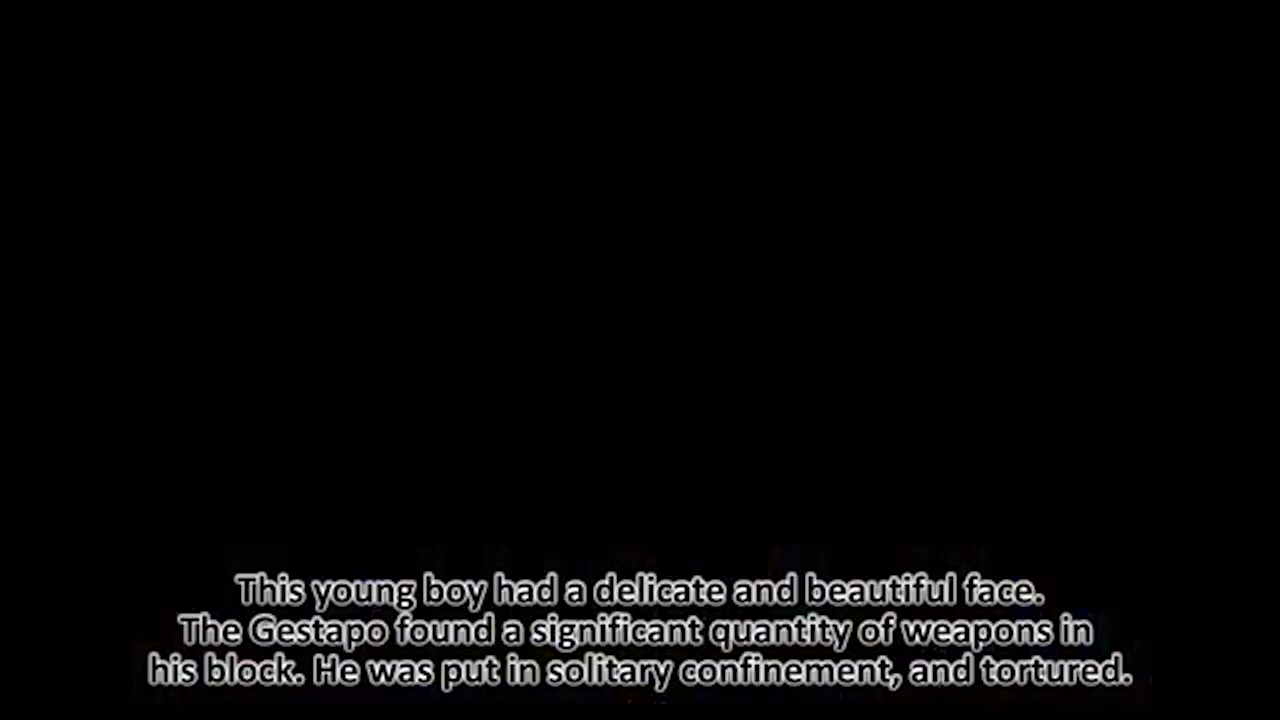 This young boy had a delicate and beautiful face.
The Gestapo found a significant quantity of weapons in
his block. He was put in solitary confinement, and tortured.